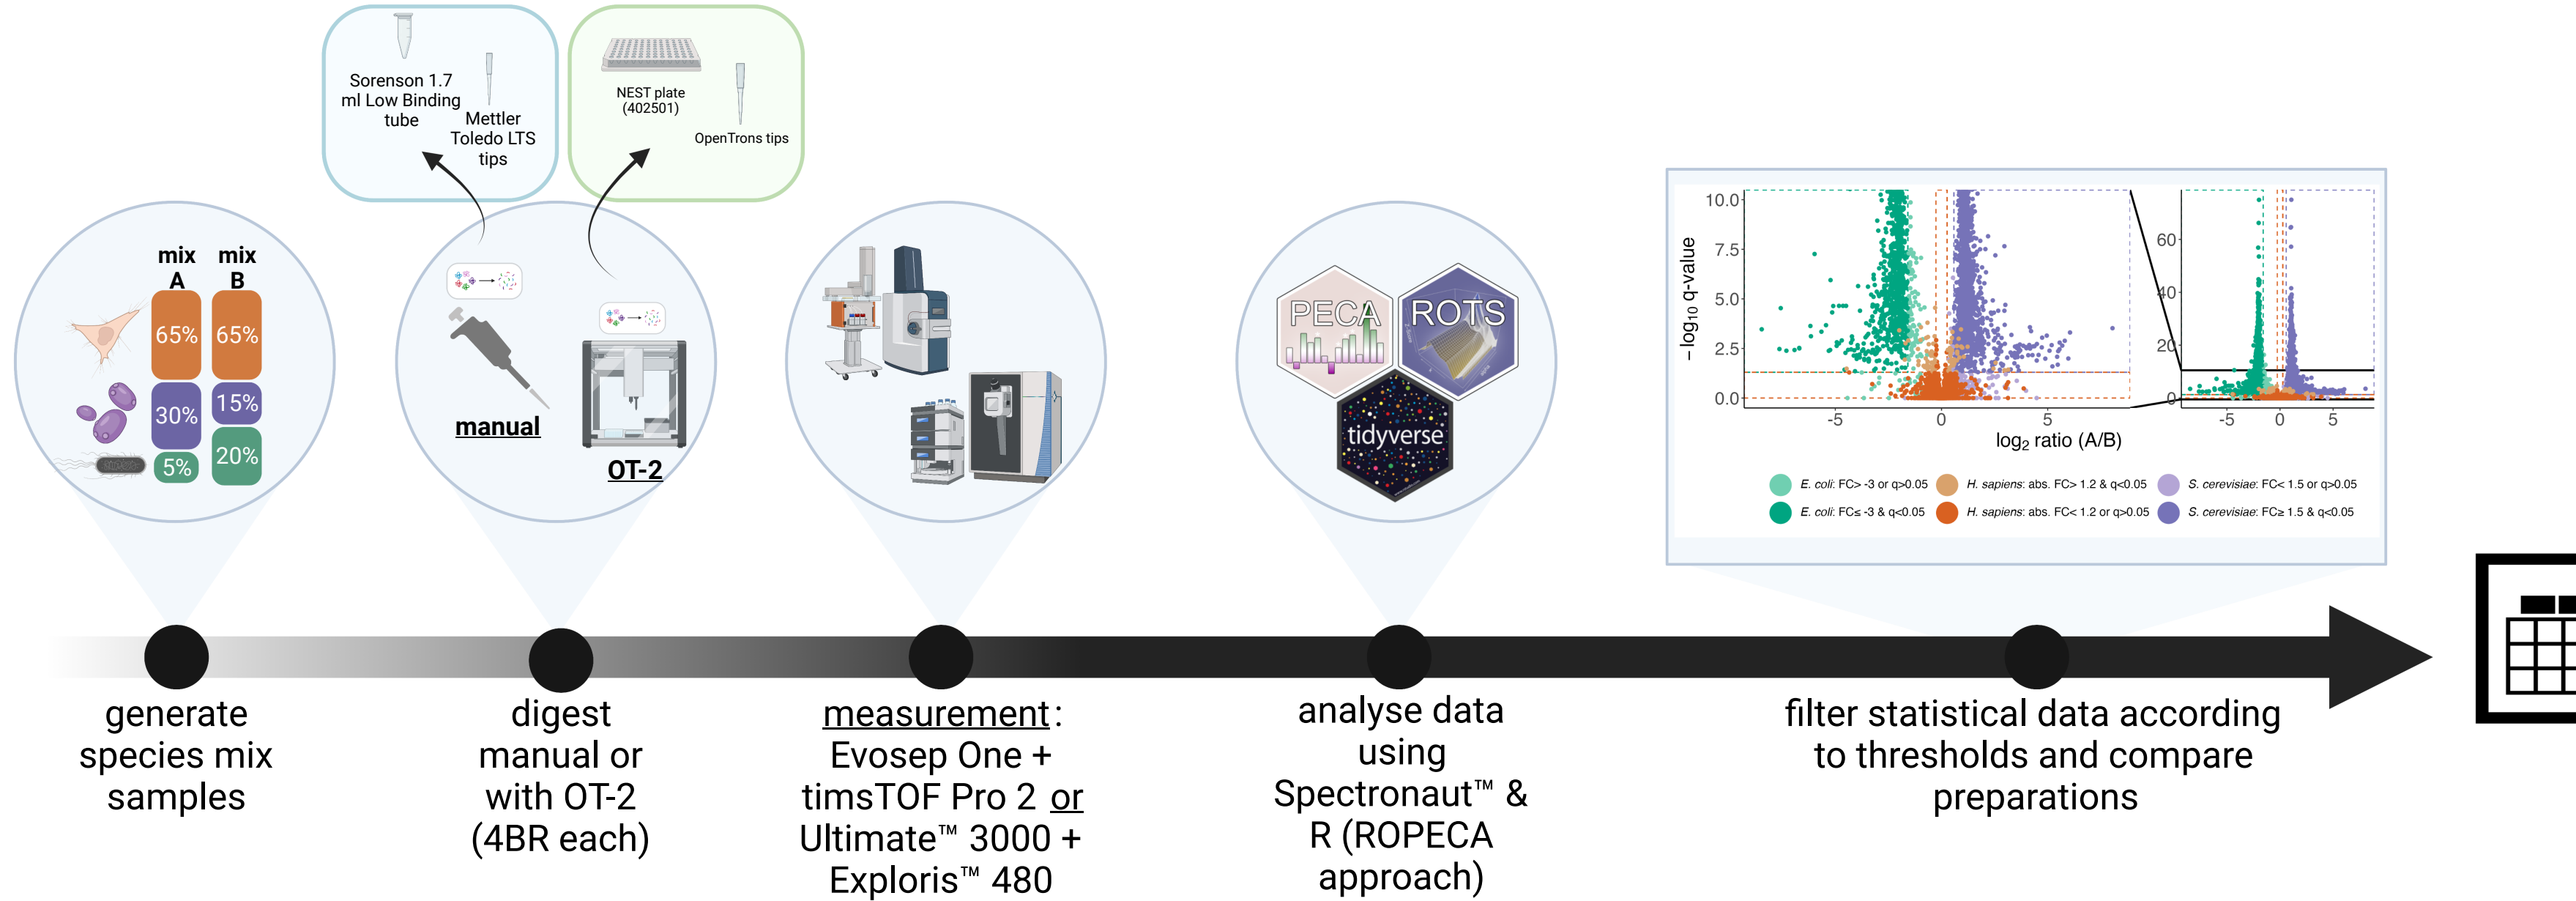 Sorenson 1.7
ml Low Binding
tube
Mettler
Toledo LTS
tips
NEST plate
(402501)
OpenTrons tips
mix
A
mix
B
65%
65%
30%
15%
5%
20%
manual
OT-2
PECA
ROTS
tidyverse
10.0
7.5
5.0
2.5
0.0
-5
0
5
− log10 q-value
log2 ratio (A/B)
60
40
20
0
-5
0
5
E. coli: FC> -3 or q>0.05
H. sapiens: abs. FC> 1.2 & q<0.05
S. cerevisiae: FC< 1.5 or q>0.05
E. coli: FC≤ -3 & q<0.05
H. sapiens: abs. FC< 1.2 or q>0.05
S. cerevisiae: FC≥ 1.5 & q<0.05
generate
species mix
samples
digest
manual or
with OT-2
(4BR each)
measurement:
Evosep One +
timsTOF Pro 2 or
Ultimate™ 3000 +
Exploris™ 480
analyse data
using
Spectronaut™ &
R (ROPECA
approach)
filter statistical data according
to thresholds and compare
preparations